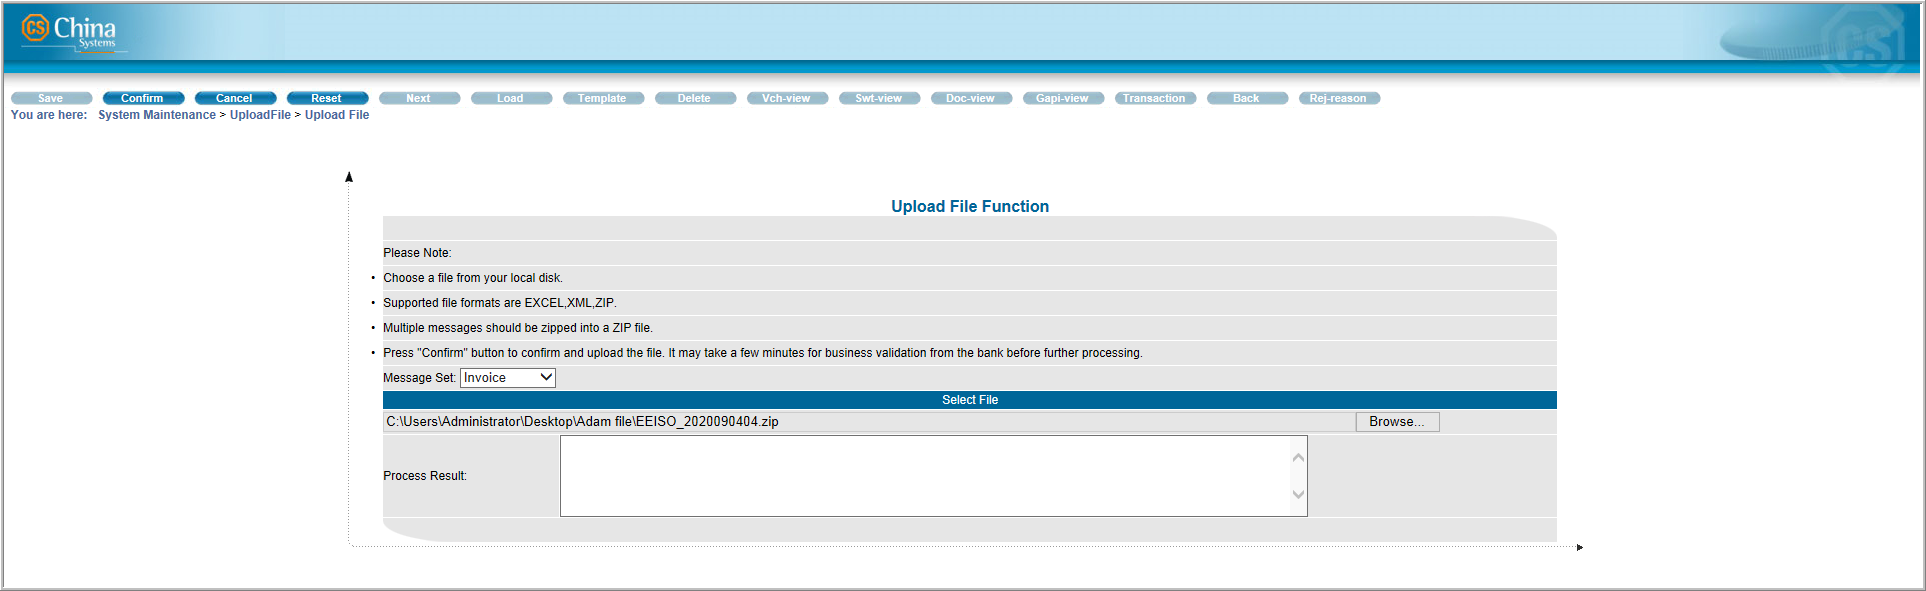 CS China
Systems
CS
Save Confirm Cancel Reset Next Load Template Delete Vch-view Swt-view Doc-view Gapi-view Transaction Back Rej-reason
You are here: System Maintenance > UploadFile > Upload File
Upload File Function
Please Note:
• Choose a file from your local disk.
• Supported file formats are EXCEL,XML,ZIP.
• Multiple messages should be zipped into a ZIP file.
• Press "Confirm" button to confirm and upload the file. It may take a few minutes for business validation from the bank before further processing.
Message Set: Invoice
Select File
C:\Users\Administrator\Desktop\Adam file\EEISO_2020090404.zip Browse...
Process Result: